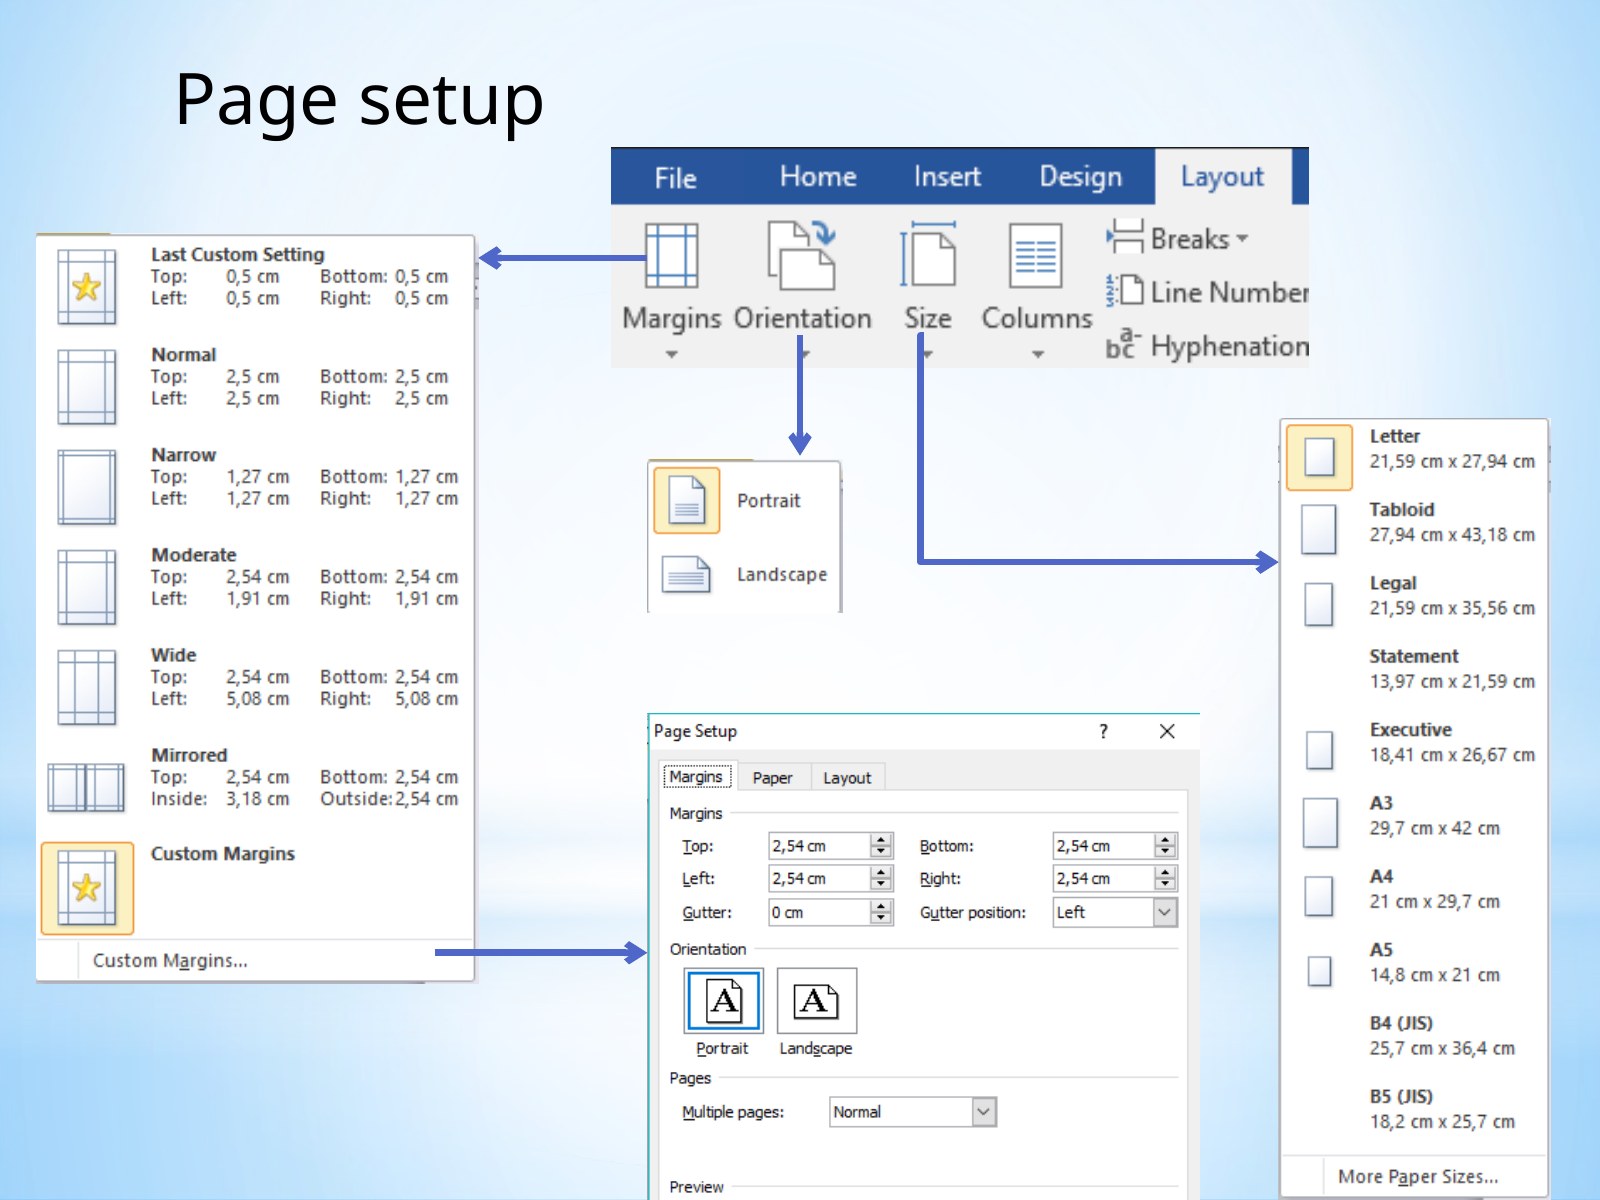 Page setup
File Home Insert Design Layout
Margins Orientation Size Columns
Breaks
Line Number
Hyphenation
Last Custom Setting
Top: 0,5 cm Bottom: 0,5 cm
Left: 0,5 cm Right: 0,5 cm
Normal
Top: 2,5 cm Bottom: 2,5 cm
Left: 2,5 cm Right: 2,5 cm
Narrow
Top: 1,27 cm Bottom: 1,27 cm
Left: 1,27 cm Right: 1,27 cm
Moderate
Top: 2,54 cm Bottom: 2,54 cm
Left: 1,91 cm Right: 1,91 cm
Wide
Top: 2,54 cm Bottom: 2,54 cm
Left: 5,08 cm Right: 5,08 cm
Mirrored
Top: 2,54 cm Bottom: 2,54 cm
Inside: 3,18 cm Outside: 2,54 cm
Custom Margins
Custom Margins...
Portrait
Landscape
Page Setup ?
Margins Paper Layout
Margins
Top: 2,54 cm Bottom: 2,54 cm
Left: 2,54 cm Right: 2,54 cm
Gutter: 0 cm Gutter position: Left
Orientation
A A
Portrait Landscape
Pages
Multiple pages: Normal
Preview
Letter
21,59 cm x 27,94 cm
Tabloid
27,94 cm x 43,18 cm
Legal
21,59 cm x 35,56 cm
Statement
13,97 cm x 21,59 cm
Executive
18,41 cm x 26,67 cm
A3
29,7 cm x 42 cm
A4
21 cm x 29,7 cm
A5
14,8 cm x 21 cm
B4 (JIS)
25,7 cm x 36,4 cm
B5 (JIS)
18,2 cm x 25,7 cm
More Paper Sizes...